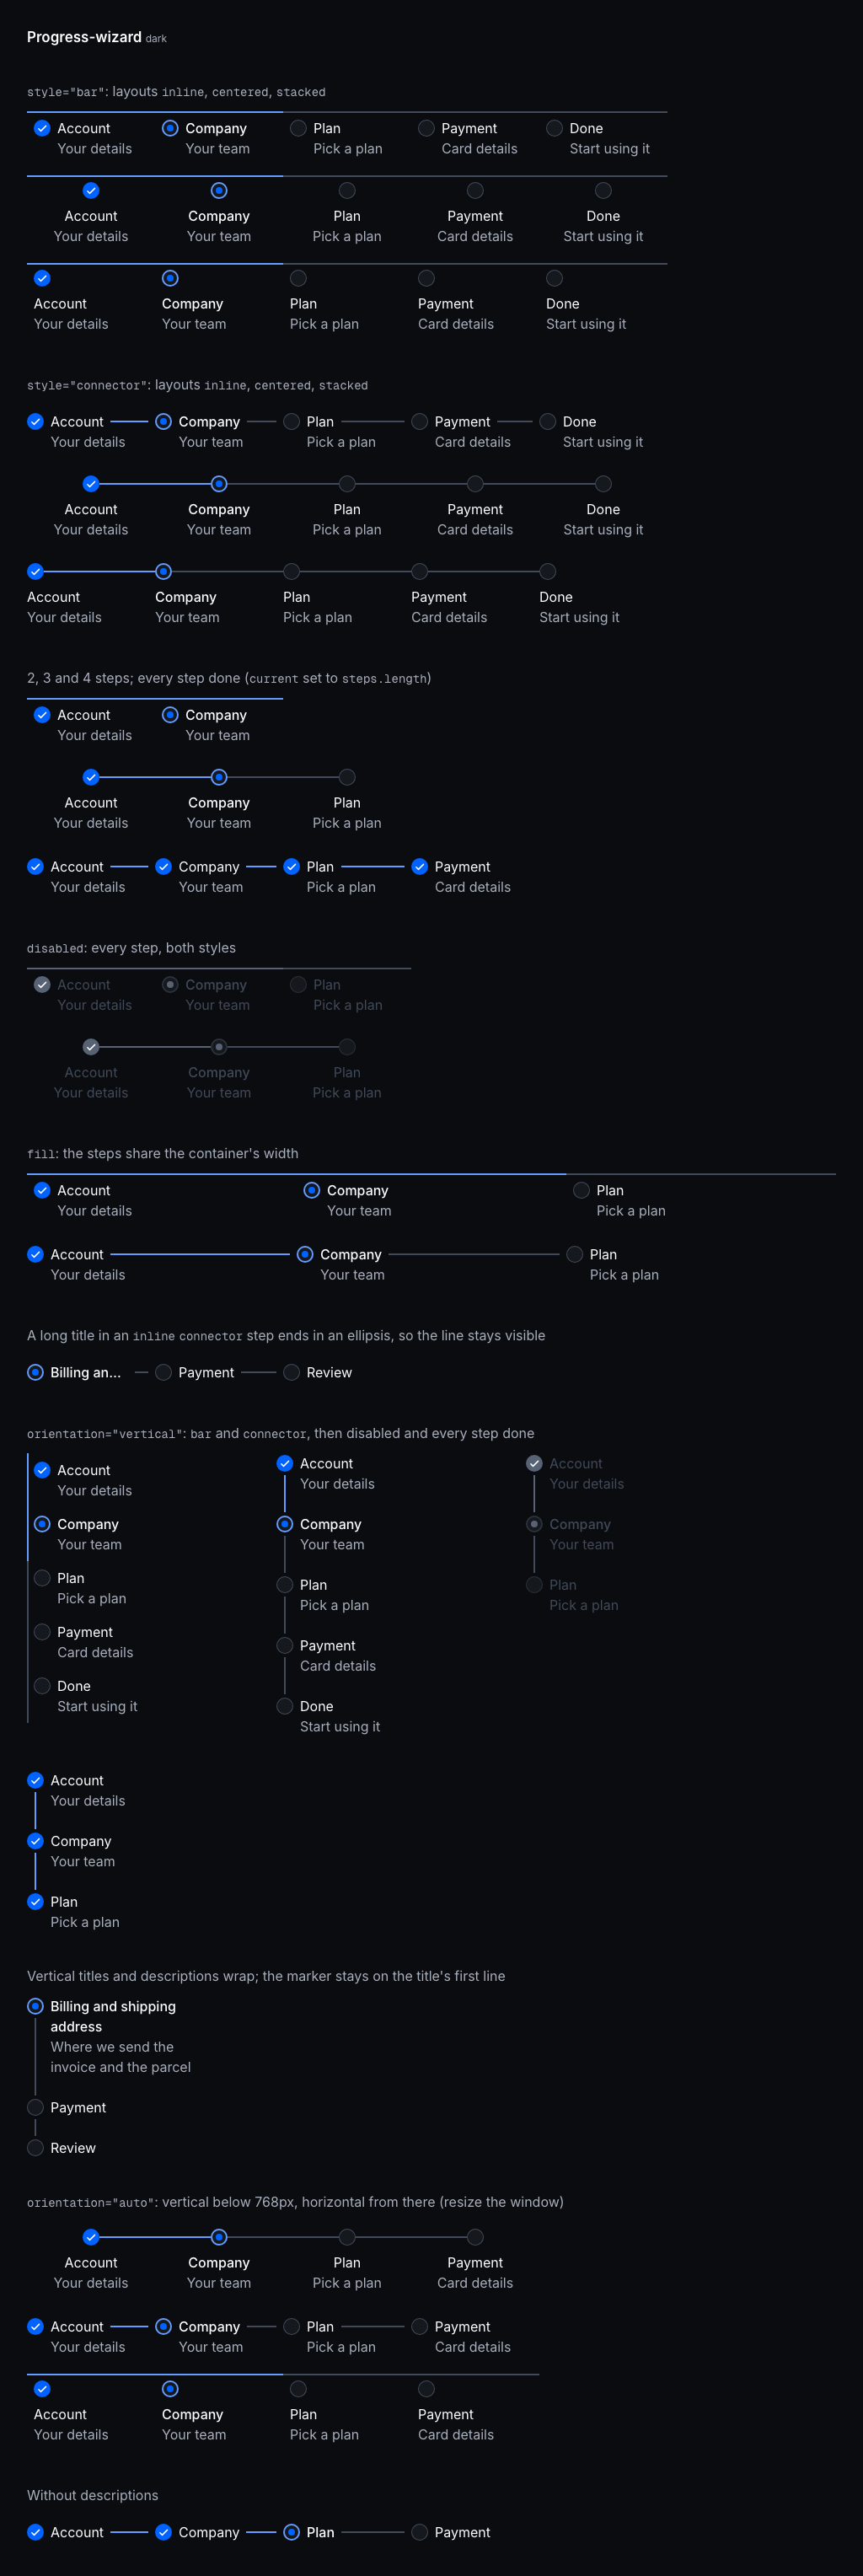 Progress-wizard dark
style="bar": layouts inline, centered, stacked
Account Company Plan Payment Done
Your details Your team Pick a plan Card details Start using it
Account Company Plan Payment Done
Your details Your team Pick a plan Card details Start using it
Account Company Plan Payment Done
Your details Your team Pick a plan Card details Start using it
style="connector": layouts inline, centered, stacked
Account Company Plan Payment Done
Your details Your team Pick a plan Card details Start using it
Account Company Plan Payment Done
Your details Your team Pick a plan Card details Start using it
Account Company Plan Payment Done
Your details Your team Pick a plan Card details Start using it
2, 3 and 4 steps; every step done (current set to steps.length)
Account Company
Your details Your team
Account Company Plan
Your details Your team Pick a plan
Account Company Plan Payment
Your details Your team Pick a plan Card details
disabled: every step, both styles
Account Company Plan
Your details Your team Pick a plan
Account Company Plan
Your details Your team Pick a plan
fill: the steps share the container's width
Account Company Plan
Your details Your team Pick a plan
Account Company Plan
Your details Your team Pick a plan
A long title in an inline connector step ends in an ellipsis, so the line stays visible
Billing an... Payment Review
orientation="vertical": bar and connector, then disabled and every step done
Account
Your details
Company
Your team
Plan
Pick a plan
Payment
Card details
Done
Start using it
Account
Your details
Company
Your team
Plan
Pick a plan
Payment
Card details
Done
Start using it
Account
Your details
Company
Your team
Plan
Pick a plan
Account
Your details
Company
Your team
Plan
Pick a plan
Vertical titles and descriptions wrap; the marker stays on the title's first line
Billing and shipping
address
Where we send the
invoice and the parcel
Payment
Review
orientation="auto": vertical below 768px, horizontal from there (resize the window)
Account Company Plan Payment
Your details Your team Pick a plan Card details
Account Company Plan Payment
Your details Your team Pick a plan Card details
Account Company Plan Payment
Your details Your team Pick a plan Card details
Without descriptions
Account Company Plan Payment